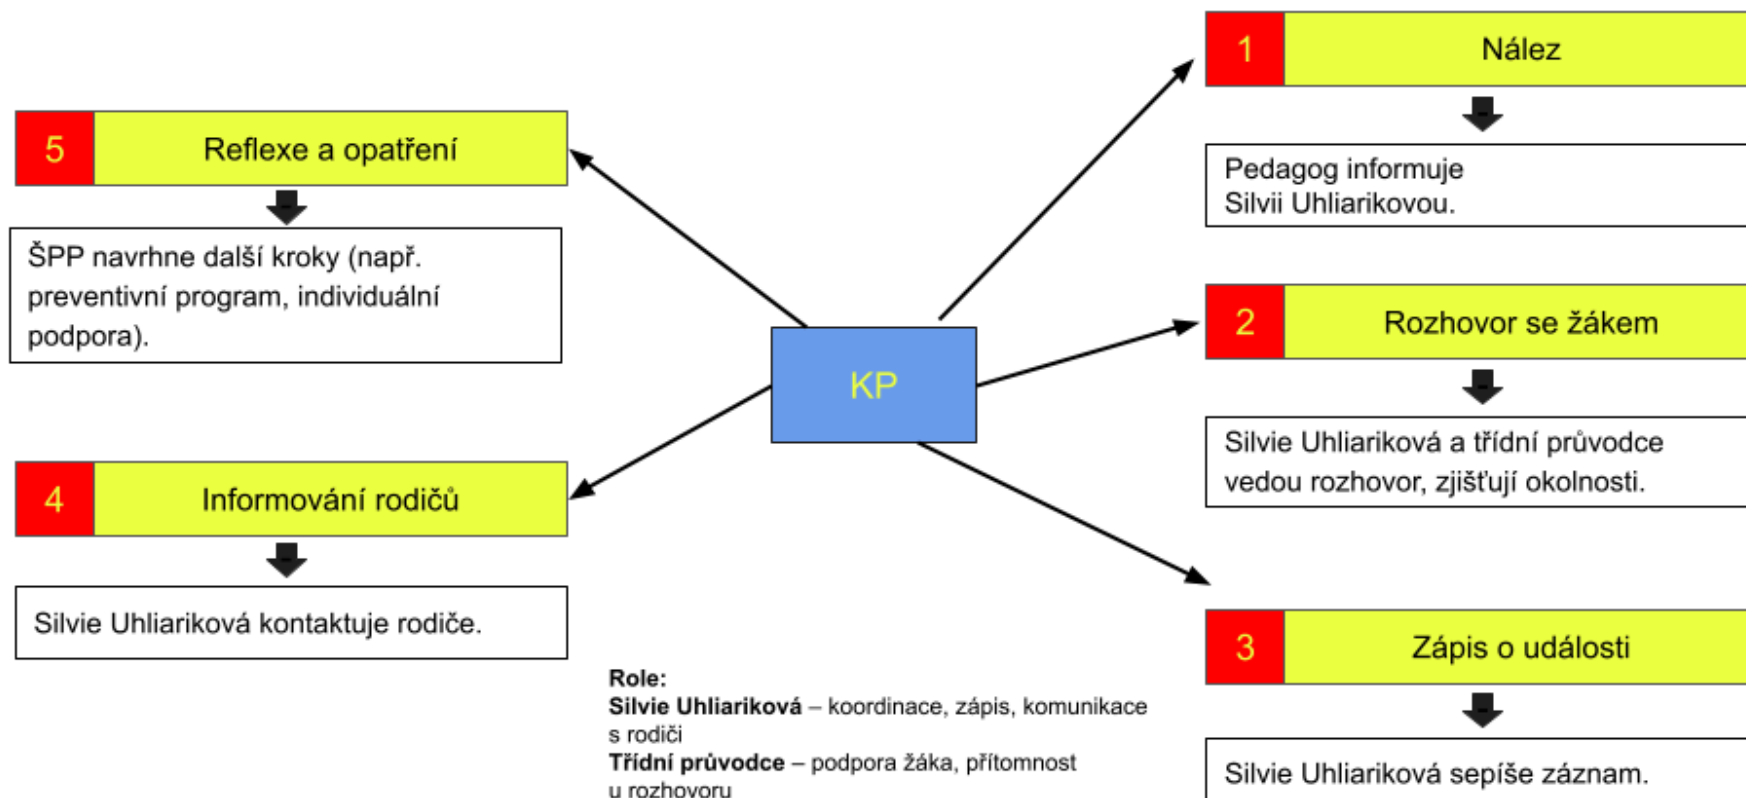 1
Nález
Pedagog informuje
Silvii Uhliarikovou.
2
Rozhovor se žákem
Silvie Uhliariková a třídní průvodce
vedou rozhovor, zjišťují okolnosti.
3
Zápis o události
Silvie Uhliariková sepíše záznam.
4
Informování rodičů
Silvie Uhliariková kontaktuje rodiče.
5
Reflexe a opatření
ŠPP navrhne další kroky (např.
preventivní program, individuální
podpora).
KP
Role:
Silvie Uhliariková – koordinace, zápis, komunikace
s rodiči
Třídní průvodce – podpora žáka, přítomnost
u rozhovoru